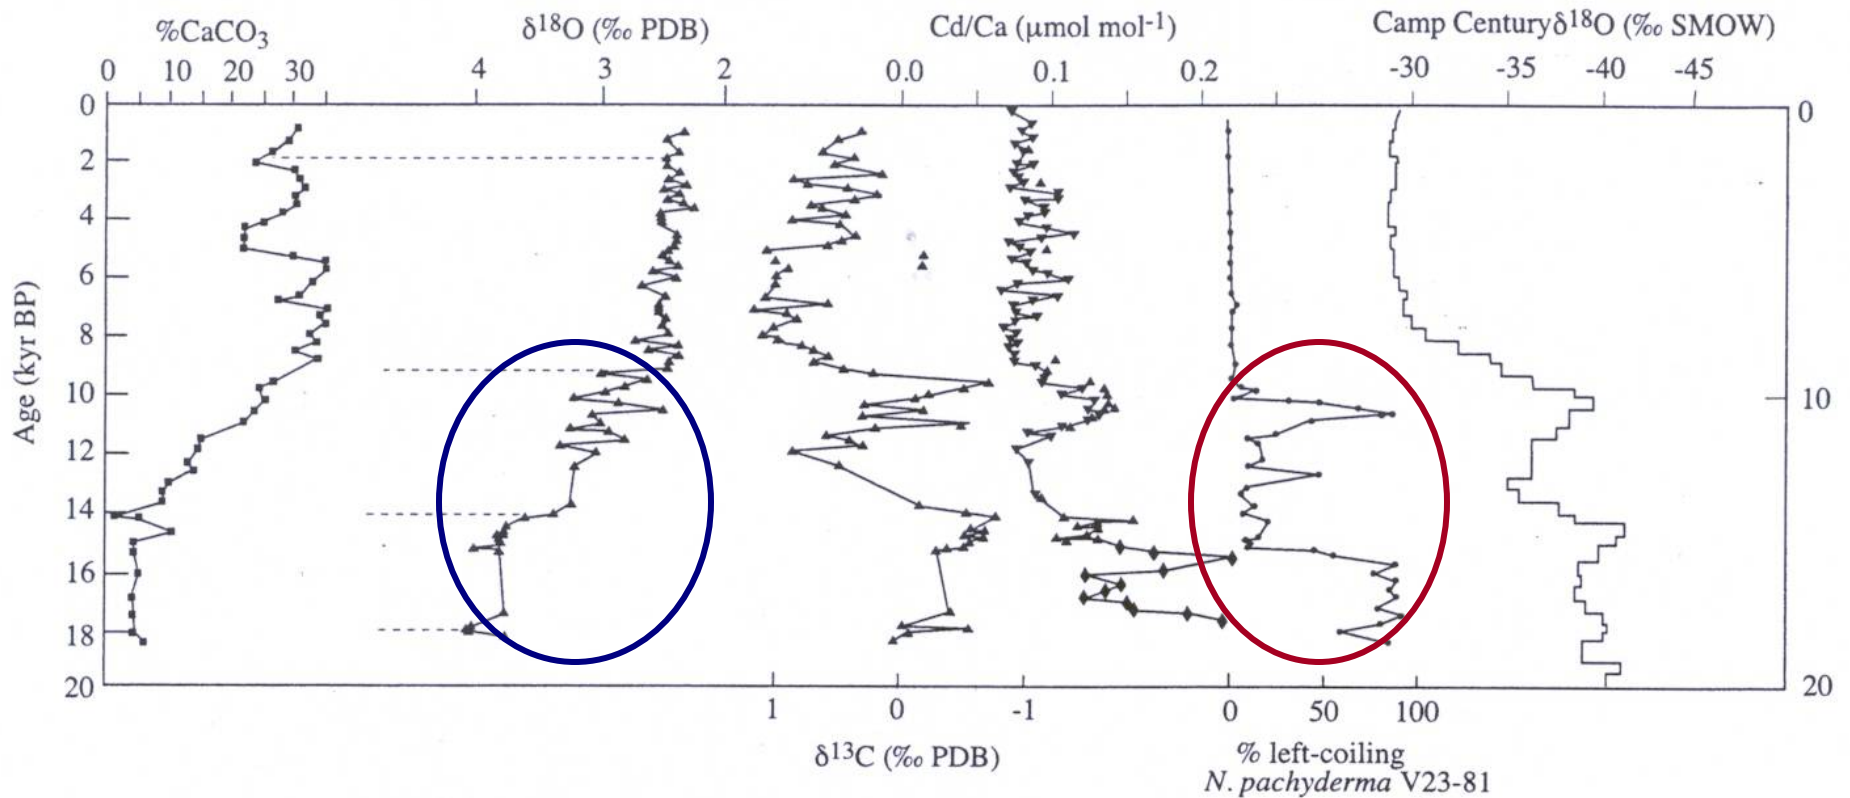 %CaCO3
δ18O (‰ PDB)
Cd/Ca (μmol mol-1)
Camp Centuryδ18O (‰ SMOW)
0 10 20 30 4 3 2 0.0 0.1 0.2 -30 -35 -40 -45
0
2
4
6
8
10
12
14
16
18
20
Age (kyr BP)
0
10
20
1 0 -1 0 50 100
δ13C (‰ PDB)
% left-coiling
N. pachyderma V23-81